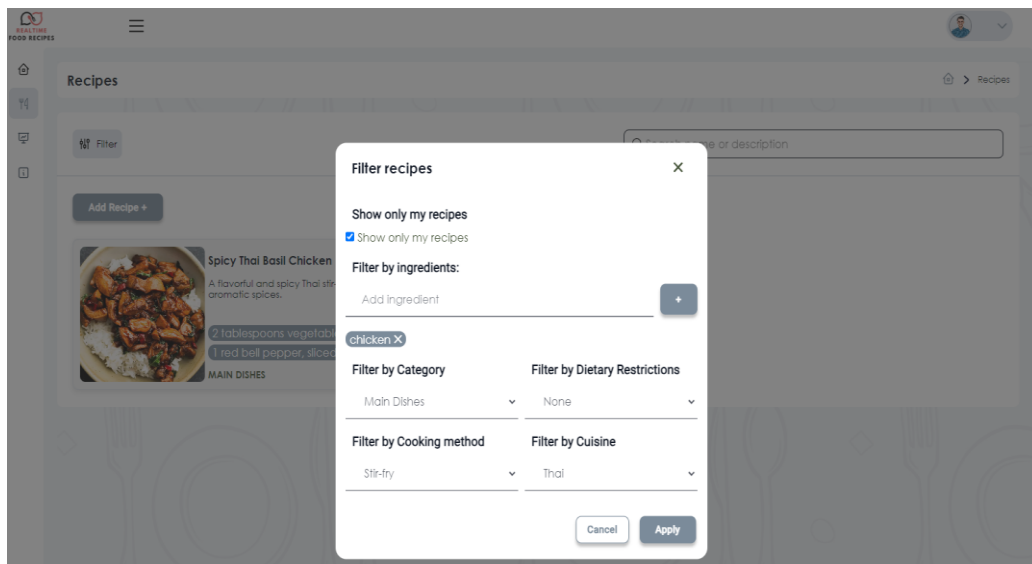 REALTIME
FOOD RECIPES
Recipes
Recipes
Filter
Search name or description
Add Recipe +
Spicy Thai Basil Chicken
A flavorful and spicy Thai stir-
aromatic spices.
2 tablespoons vegetabl
1 red bell pepper, sliced
MAIN DISHES
Filter recipes
Show only my recipes
Show only my recipes
Filter by ingredients:
Add ingredient
+
chicken X
Filter by Category
Filter by Dietary Restrictions
Main Dishes
None
Filter by Cooking method
Filter by Cuisine
Stir-fry
Thai
Cancel
Apply